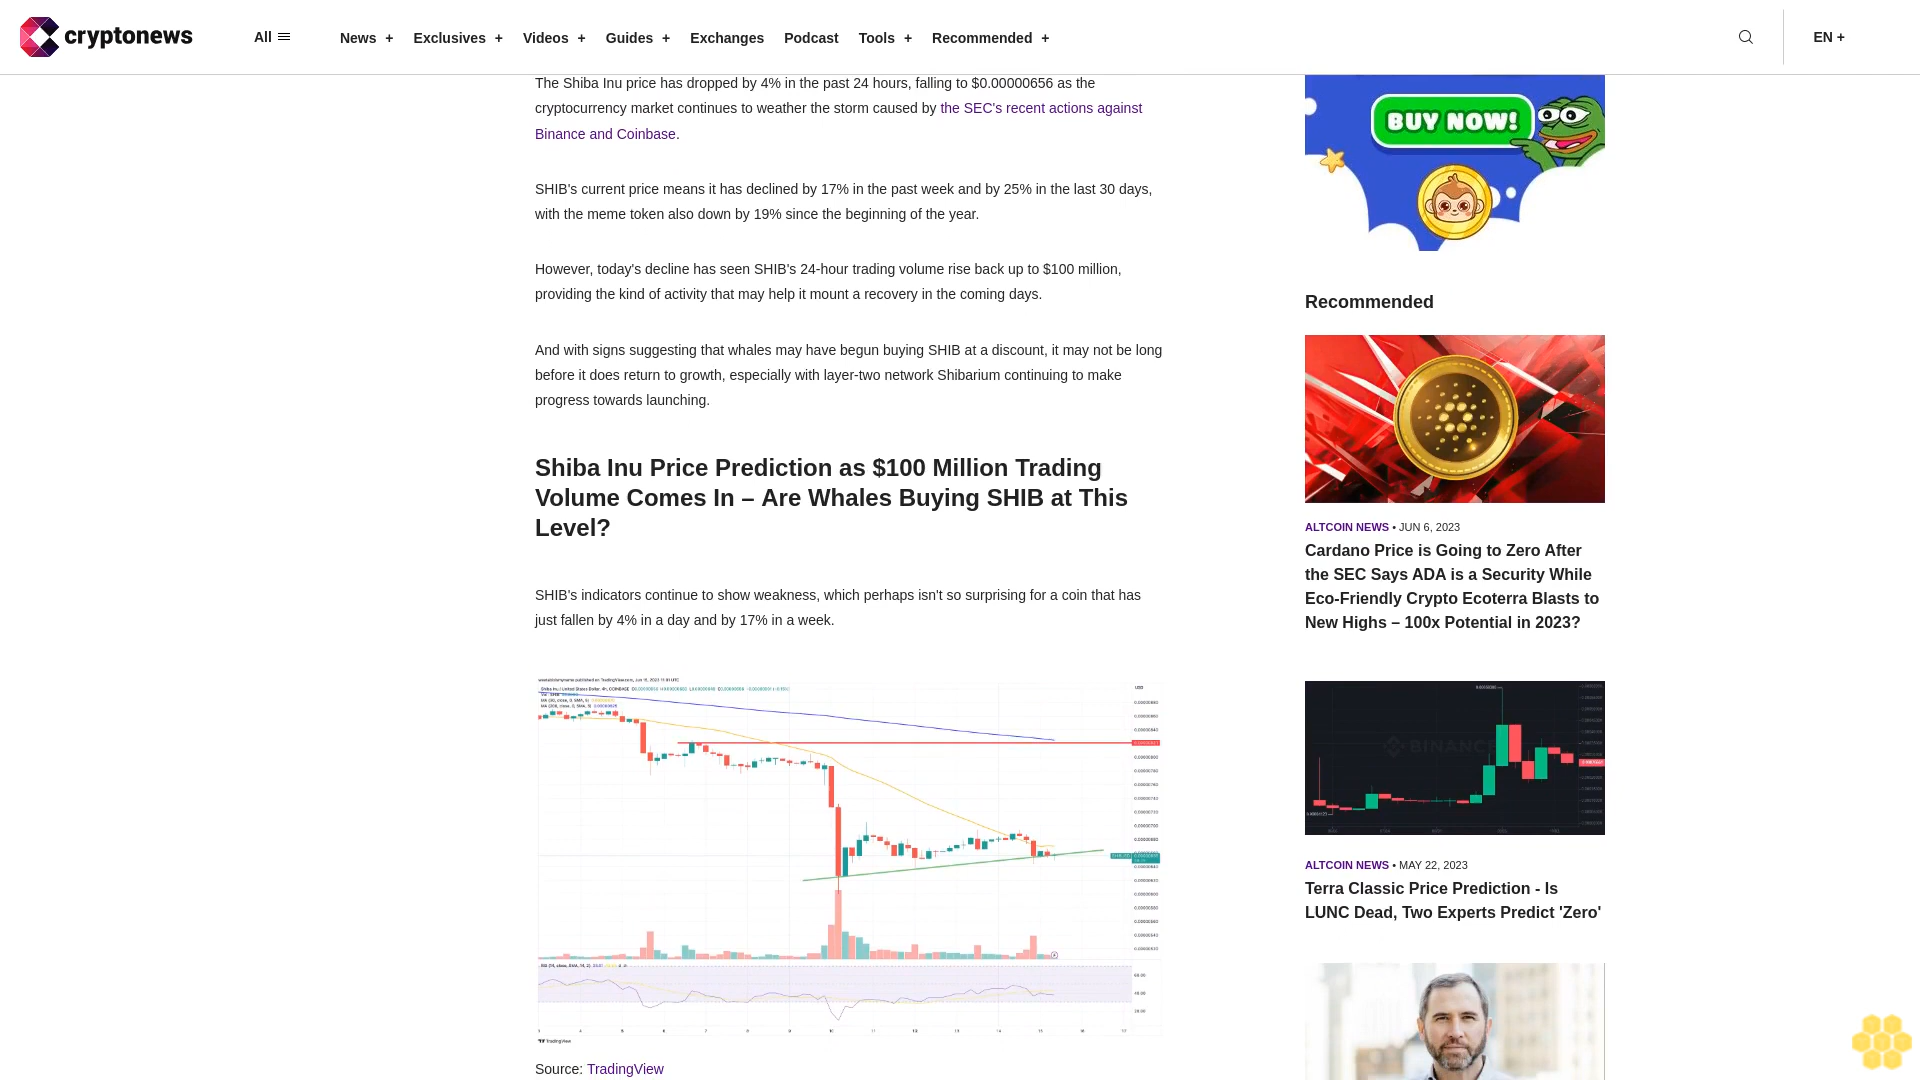 cryptonews
All
News +
Exclusives +
Videos +
Guides +
Exchanges
Podcast
Tools +
Recommended +
EN +
The Shiba Inu price has dropped by 4% in the past 24 hours, falling to $0.00000656 as the
cryptocurrency market continues to weather the storm caused by the SEC's recent actions against
Binance and Coinbase.
SHIB's current price means it has declined by 17% in the past week and by 25% in the last 30 days,
with the meme token also down by 19% since the beginning of the year.
However, today's decline has seen SHIB's 24-hour trading volume rise back up to $100 million,
providing the kind of activity that may help it mount a recovery in the coming days.
And with signs suggesting that whales may have begun buying SHIB at a discount, it may not be long
before it does return to growth, especially with layer-two network Shibarium continuing to make
progress towards launching.
Shiba Inu Price Prediction as $100 Million Trading
Volume Comes In – Are Whales Buying SHIB at This
Level?
SHIB's indicators continue to show weakness, which perhaps isn't so surprising for a coin that has
just fallen by 4% in a day and by 17% in a week.
TradingView
Source: TradingView
BUY NOW!
Recommended
ALTCOIN NEWS • JUN 6, 2023
Cardano Price is Going to Zero After
the SEC Says ADA is a Security While
Eco-Friendly Crypto Ecoterra Blasts to
New Highs – 100x Potential in 2023?
BINANCE
ALTCOIN NEWS • MAY 22, 2023
Terra Classic Price Prediction - Is
LUNC Dead, Two Experts Predict 'Zero'